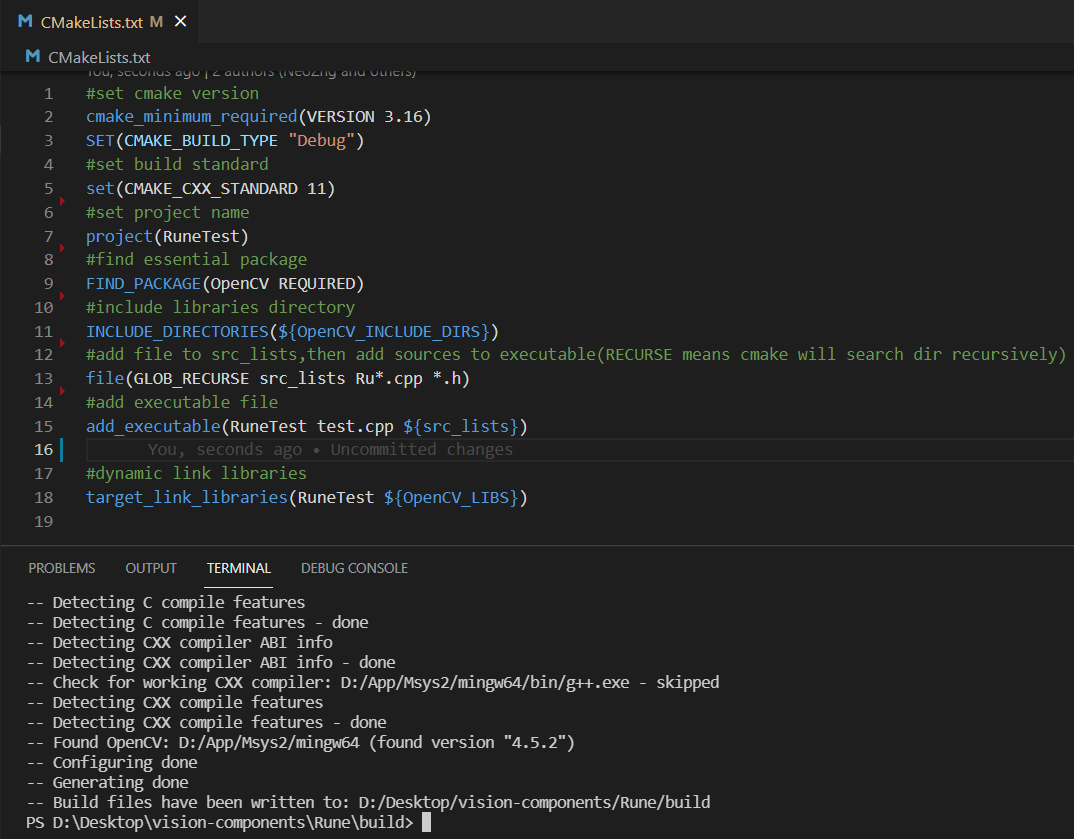 CMakeLists.txt M ×
CMakeLists.txt
You, seconds ago | 2 authors (NeoZng and others)
1 #set cmake version
2 cmake_minimum_required(VERSION 3.16)
3 SET(CMAKE_BUILD_TYPE "Debug")
4 #set build standard
5 set(CMAKE_CXX_STANDARD 11)
6 #set project name
7 project(RuneTest)
8 #find essential package
9 FIND_PACKAGE(OpenCV REQUIRED)
10 #include libraries directory
11 INCLUDE_DIRECTORIES(${OpenCV_INCLUDE_DIRS})
12 #add file to src_lists,then add sources to executable(RECURSE means cmake will search dir recursively)
13 file(GLOB_RECURSE src_lists Ru*.cpp *.h)
14 #add executable file
15 add_executable(RuneTest test.cpp ${src_lists})
16 You, seconds ago • Uncommitted changes
17 #dynamic link libraries
18 target_link_libraries(RuneTest ${OpenCV_LIBS})
19
PROBLEMS OUTPUT TERMINAL DEBUG CONSOLE
-- Detecting C compile features
-- Detecting C compile features - done
-- Detecting CXX compiler ABI info
-- Detecting CXX compiler ABI info - done
-- Check for working CXX compiler: D:/App/Msys2/mingw64/bin/g++.exe - skipped
-- Detecting CXX compile features
-- Detecting CXX compile features - done
-- Found OpenCV: D:/App/Msys2/mingw64 (found version "4.5.2")
-- Configuring done
-- Generating done
-- Build files have been written to: D:/Desktop/vision-components/Rune/build
PS D:\Desktop\vision-components\Rune\build>